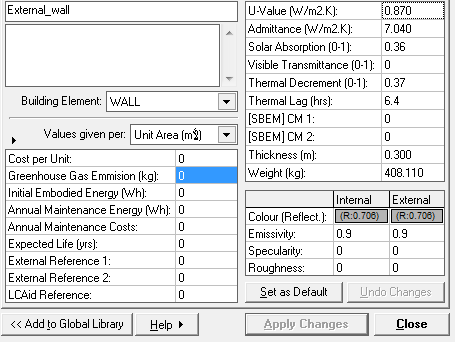 External_wall
Building Element: WALL
Values given per: Unit Area (m²)
Cost per Unit: 0
Greenhouse Gas Emmision (kg): 0
Initial Embodied Energy (Wh): 0
Annual Maintenance Energy (Wh): 0
Annual Maintenance Costs: 0
Expected Life (yrs): 0
External Reference 1: 0
External Reference 2: 0
LCAid Reference: 0
<< Add to Global Library Help
U-Value (W/m2.K): 0.870
Admittance (W/m2.K): 7.040
Solar Absorption (0-1): 0.36
Visible Transmittance (0-1): 0
Thermal Decrement (0-1): 0.37
Thermal Lag (hrs): 6.4
[SBEM] CM 1: 0
[SBEM] CM 2: 0
Thickness (m): 0.300
Weight (kg): 408.110
Internal External
Colour (Reflect.): (R:0.706) (R:0.706)
Emissivity: 0.9 0.9
Specularity: 0 0
Roughness: 0 0
Set as Default Undo Changes
Apply Changes Close